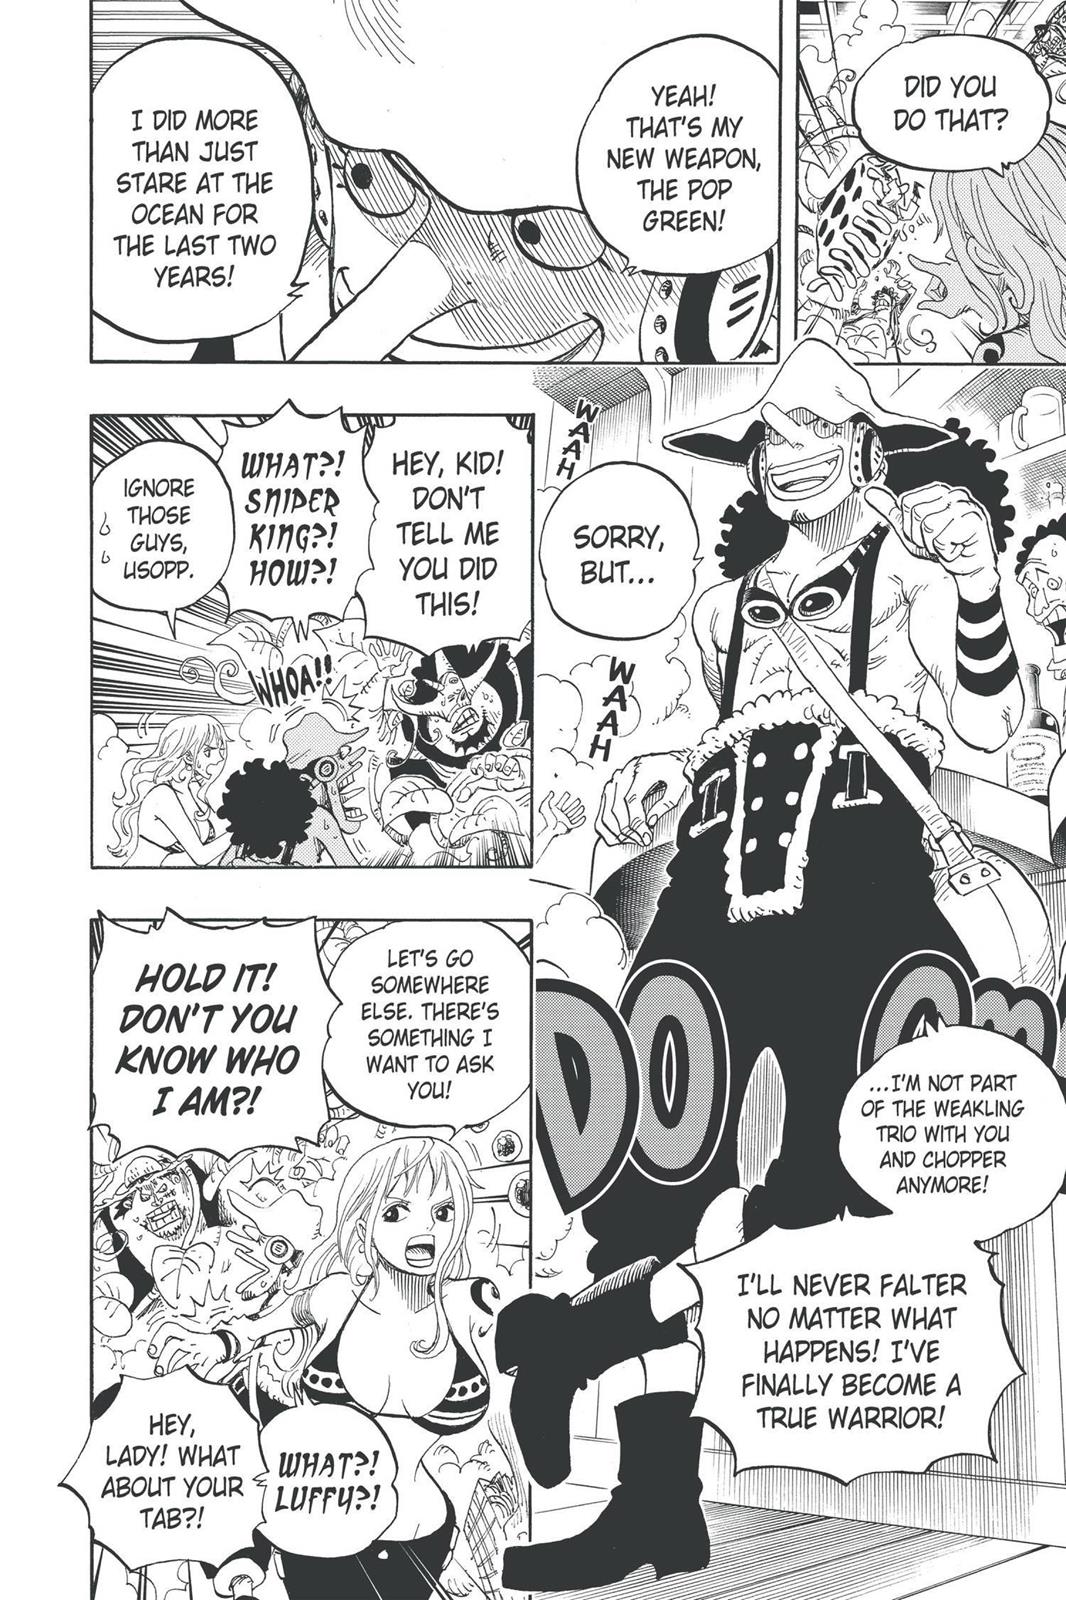 DID YOU
DO THAT?
YEAH!
THAT'S MY
NEW WEAPON,
THE POP
GREEN!
I DID MORE
THAN JUST
STARE AT THE
OCEAN FOR
THE LAST TWO
YEARS!
WAAH
SORRY,
BUT...
WAAH
DO OM
...I'M NOT PART
OF THE WEAKLING
TRIO WITH YOU
AND CHOPPER
ANYMORE!
I'LL NEVER FALTER
NO MATTER WHAT
HAPPENS! I'VE
FINALLY BECOME A
TRUE WARRIOR!
HEY, KID!
DON'T
TELL ME
YOU DID
THIS!
WHAT?!
SNIPER
KING?!
HOW?!
IGNORE
THOSE
GUYS,
USOPP.
WHOA!!
LET'S GO
SOMEWHERE
ELSE. THERE'S
SOMETHING I
WANT TO ASK
YOU!
HOLD IT!
DON'T YOU
KNOW WHO
I AM?!
WHAT?!
LUFFY?!
HEY,
LADY! WHAT
ABOUT YOUR
TAB?!